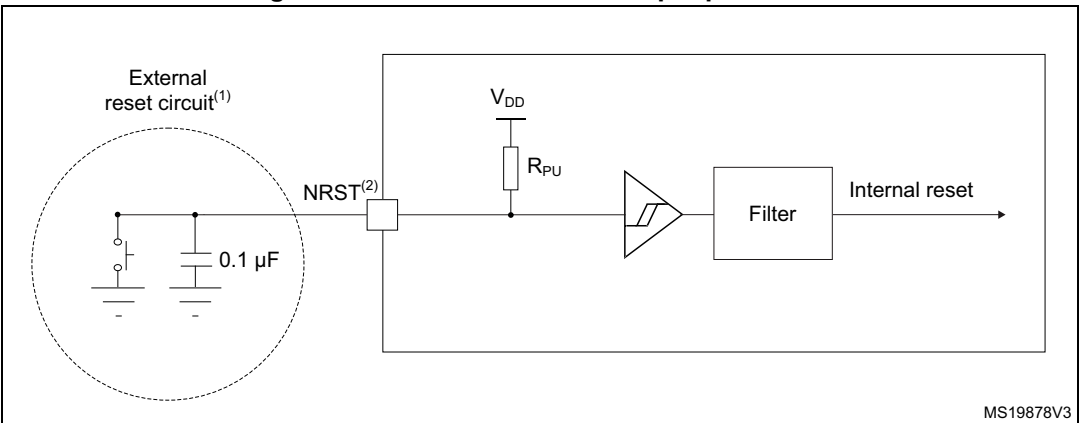 External
reset circuit(1)
VDD
RPU
NRST(2)
Filter
Internal reset
0.1 µF
MS19878V3